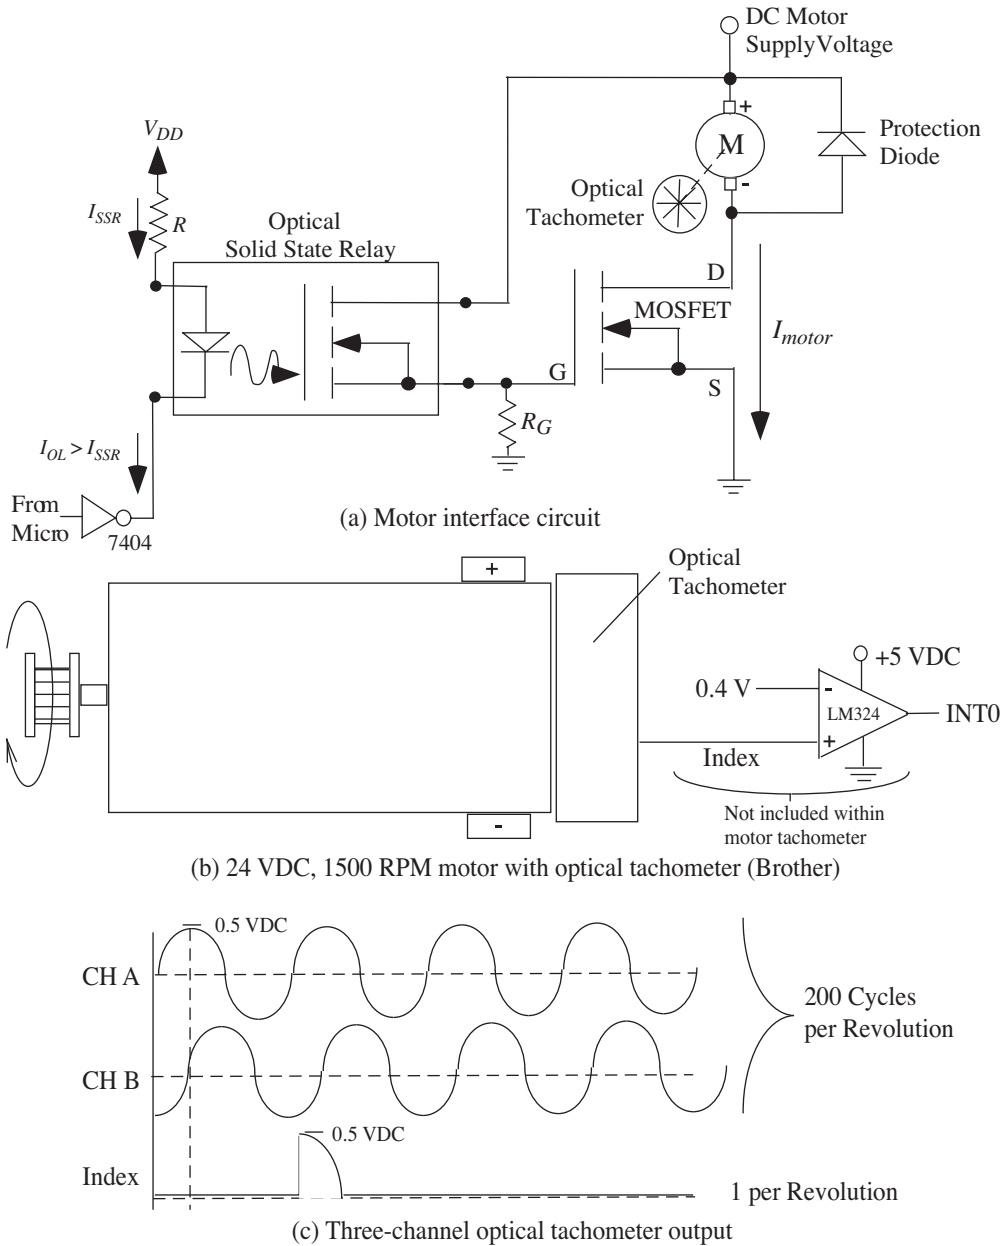 DC Motor
SupplyVoltage
+
M
-
Protection
Diode
Optical
Tachometer
V_DD
I_SSR
R
Optical
Solid State Relay
D
MOSFET
I_motor
G
S
R_G
I_OL > I_SSR
From
Micro
7404
(a) Motor interface circuit
Optical
Tachometer
+
-
+5 VDC
0.4 V
-
LM324
+
INT0
Index
Not included within
motor tachometer
(b) 24 VDC, 1500 RPM motor with optical tachometer (Brother)
0.5 VDC
CH A
200 Cycles
per Revolution
CH B
0.5 VDC
Index
1 per Revolution
(c) Three-channel optical tachometer output